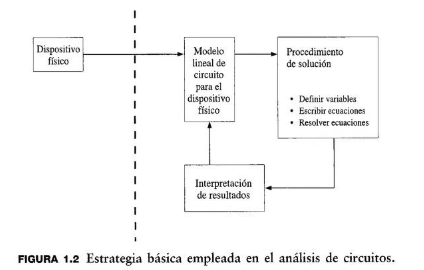 Dispositivo
físico
Modelo
lineal de
circuito
para el
dispositivo
físico
Procedimiento
de solución
• Definir variables
• Escribir ecuaciones
• Resolver ecuaciones
Interpretación
de resultados
FIGURA 1.2 Estrategia básica empleada en el análisis de circuitos.